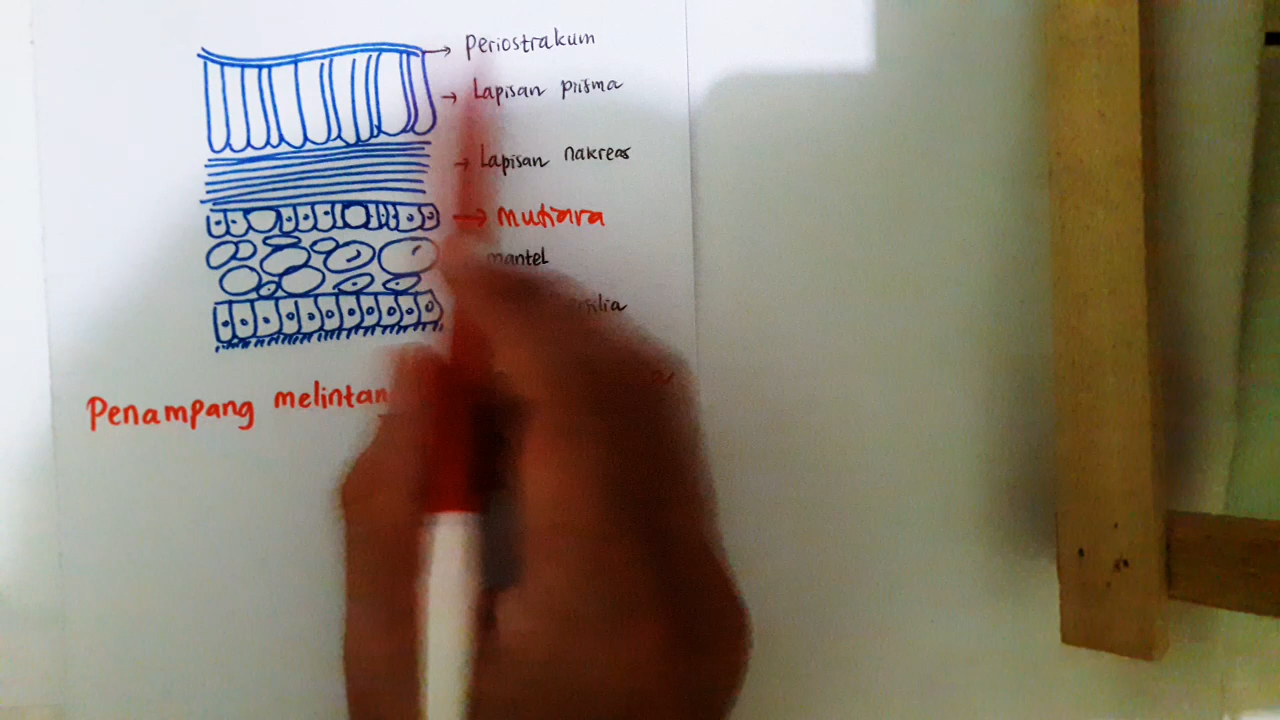 Periostrakum
Lapisan prisma
Lapisan nakreas
mutiara
mantel
Penampang melintan